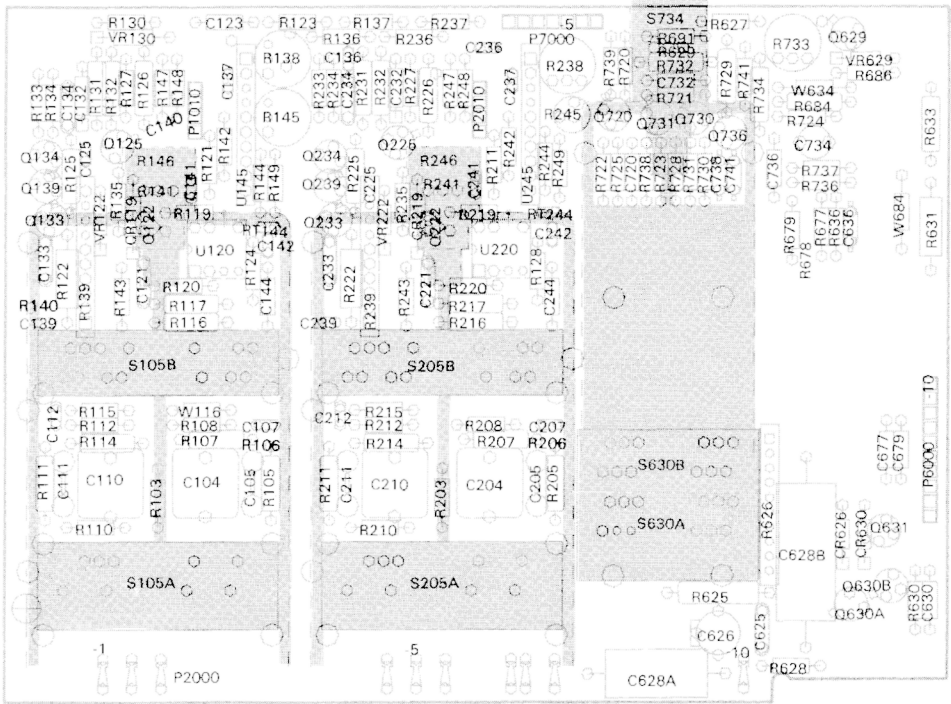 R130 C123 R123 R137 R237 -5 S734 R627
VR130 R136 R236 P7000 R691 R733 Q629
R138 C136 C236 R629 VR629
R238 R739 R720 R732 R729 R741 R686
R133 R134 C134 C132 R131 R132 R127 R126 R147 R148 C137 R233 R234 C234 R231 R232 C232 R227 R226 R247 R248 C237 C732 R734 W634
R721 R684
C140 P1010 R145 P2010 R245 Q720 Q731 Q730 R724 R633
Q125 R142 Q226 R242 Q736 C734
Q134 R125 C125 R146 R121 Q234 R225 C225 R246 R211 R244 R249 R722 R725 C720 R738 R723 R728 R731 R730 C738 C741 C736 R737
Q139 R135 R141 C141 U145 R144 R149 Q239 R235 R241 C241 U245 R736
Q133 VR122 CR119 Q122 R119 RT144 Q233 VR222 CR219 Q222 R219 RT244 R679 R677 R636 C636 W684 R631
C133 R122 U120 R124 C142 C233 R222 U220 R128 C242 R678
R140 R139 R143 C121 R120 C144 R239 R243 C221 R220 C244
R117 R217
C139 R116 C239 R216
S105B S205B
C112 R115 W116 C212 R215 -10
R112 R108 C107 R212 R208 C207
R114 R107 R106 R214 R207 R206 C677 C679 P6000
R111 C111 C110 R103 C104 C105 R105 R211 C211 C210 R203 C204 C205 R205 S630B
R110 R210 S630A R626 C628B CR626 CR630 Q631
S105A S205A Q630B
R625 Q630A R630 C630
C626 C625
-1 -5 -10
P2000 C628A R628